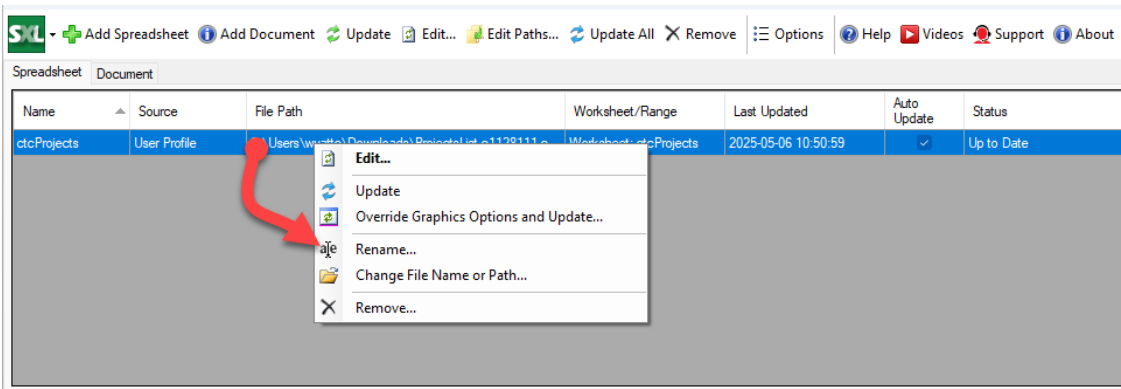 SXL Add Spreadsheet Add Document Update Edit... Edit Paths... Update All Remove Options Help Videos Support About
Spreadsheet Document
Name Source File Path Worksheet/Range Last Updated Auto Update Status
ctcProjects User Profile Worksheet: ctcProjects 2025-05-06 10:50:59 Up to Date
Edit...
Update
Override Graphics Options and Update...
Rename...
Change File Name or Path...
Remove...